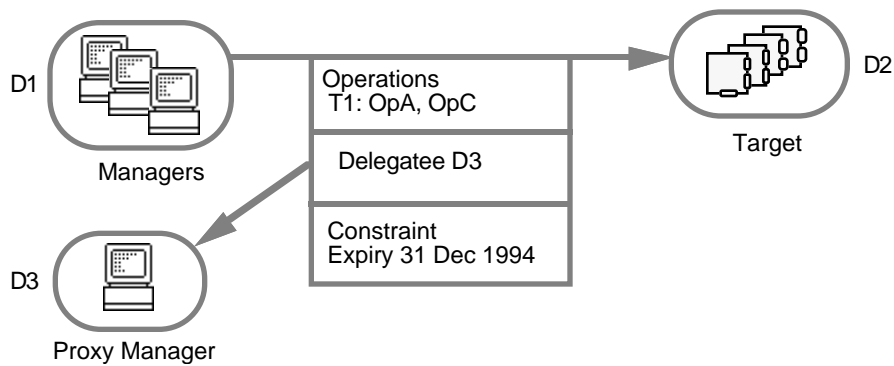 D1
Managers
Operations
T1: OpA, OpC
Delegatee D3
Constraint
Expiry 31 Dec 1994
D2
Target
D3
Proxy Manager